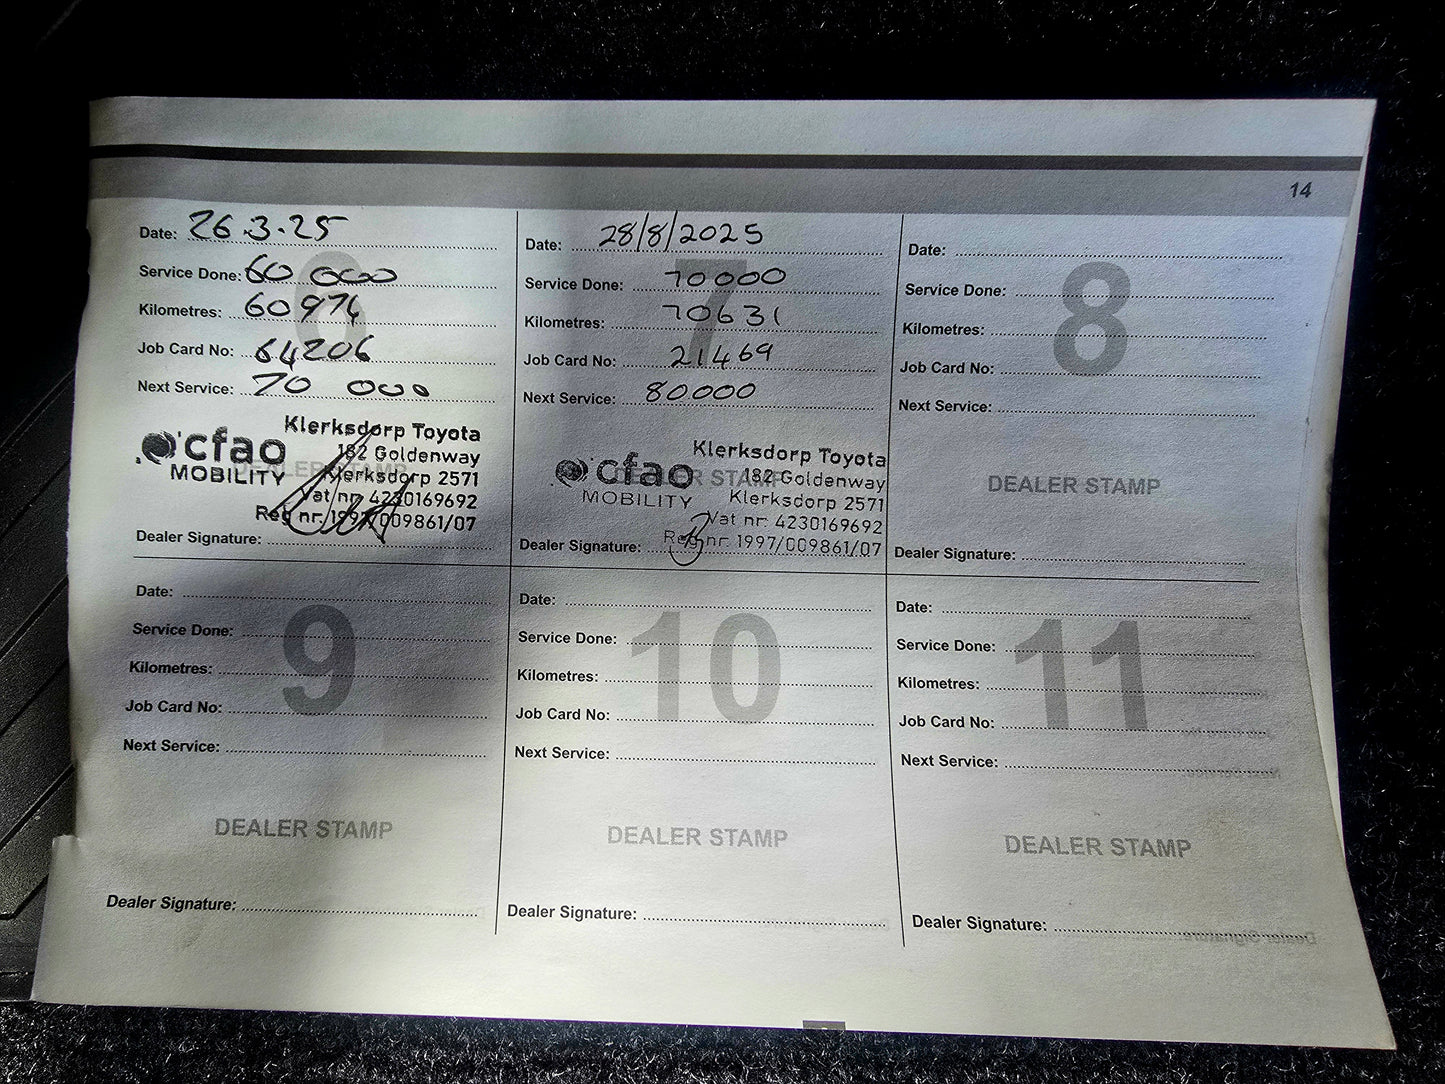 14
Date: 26.3.25
Service Done: 60 000
Kilometres: 60974
Job Card No: 64206
Next Service: 70 000
6
cfao
MOBILITY
DEALER STAMP
Klerksdorp Toyota
182 Goldenway
Klerksdorp 2571
Vat nr: 4230169692
Reg nr: 1997/009861/07
Dealer Signature:
Date: 28/8/2025
Service Done: 70000
Kilometres: 70631
Job Card No: 21469
Next Service: 80000
7
cfao
MOBILITY
DEALER STAMP
Klerksdorp Toyota
182 Goldenway
Klerksdorp 2571
Vat nr: 4230169692
Reg nr: 1997/009861/07
Dealer Signature:
Date:
Service Done:
Kilometres:
Job Card No:
Next Service:
8
DEALER STAMP
Dealer Signature:
Date:
Service Done:
Kilometres:
Job Card No:
Next Service:
9
DEALER STAMP
Dealer Signature:
Date:
Service Done:
Kilometres:
Job Card No:
Next Service:
10
DEALER STAMP
Dealer Signature:
Date:
Service Done:
Kilometres:
Job Card No:
Next Service:
11
DEALER STAMP
Dealer Signature: